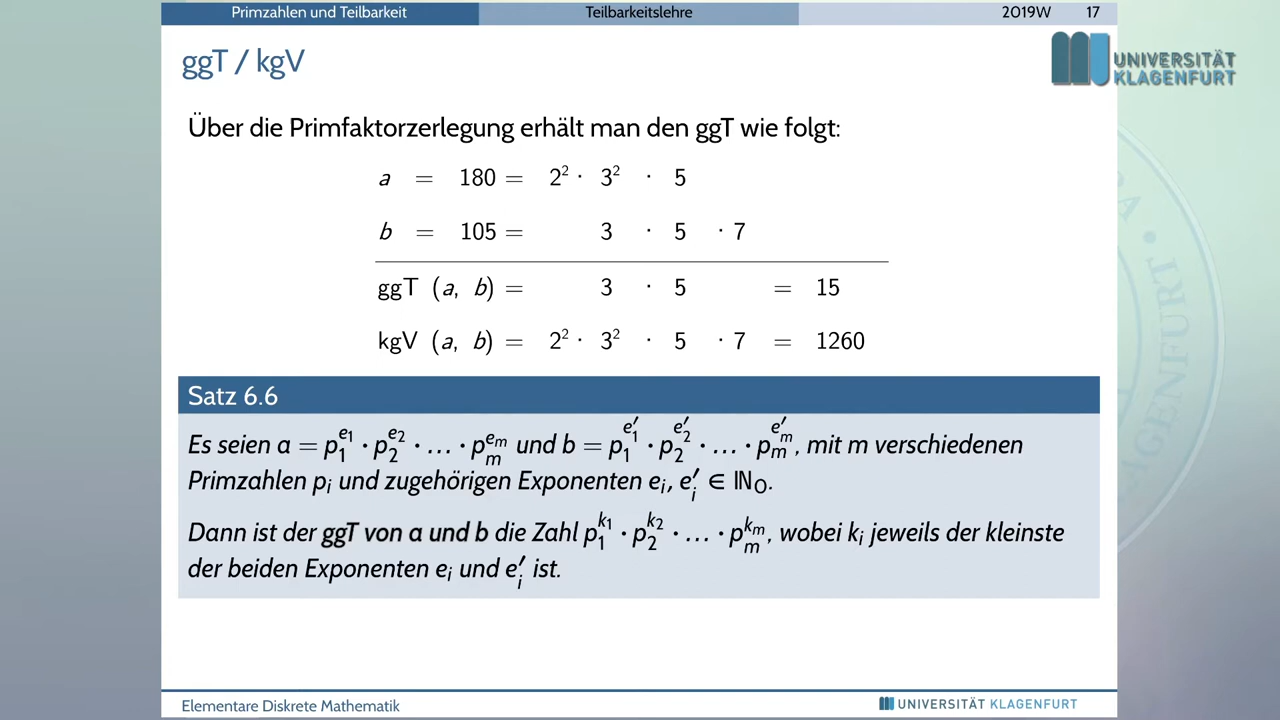 Primzahlen und Teilbarkeit Teilbarkeitslehre 2019W 17
ggT / kgV
UNIVERSITÄT
KLAGENFURT
Über die Primfaktorzerlegung erhält man den ggT wie folgt:
a = 180 = 2² · 3² · 5
b = 105 = 3 · 5 · 7
ggT (a, b) = 3 · 5 = 15
kgV (a, b) = 2² · 3² · 5 · 7 = 1260
Satz 6.6
Es seien a = p₁^{e₁} · p₂^{e₂} · … · pₘ^{eₘ} und b = p₁^{e′₁} · p₂^{e′₂} · … · pₘ^{e′ₘ}, mit m verschiedenen
Primzahlen pᵢ und zugehörigen Exponenten eᵢ, e′ᵢ ∈ ℕ₀.
Dann ist der ggT von a und b die Zahl p₁^{k₁} · p₂^{k₂} · … · pₘ^{kₘ}, wobei kᵢ jeweils der kleinste
der beiden Exponenten eᵢ und e′ᵢ ist.
Elementare Diskrete Mathematik UNIVERSITÄT KLAGENFURT